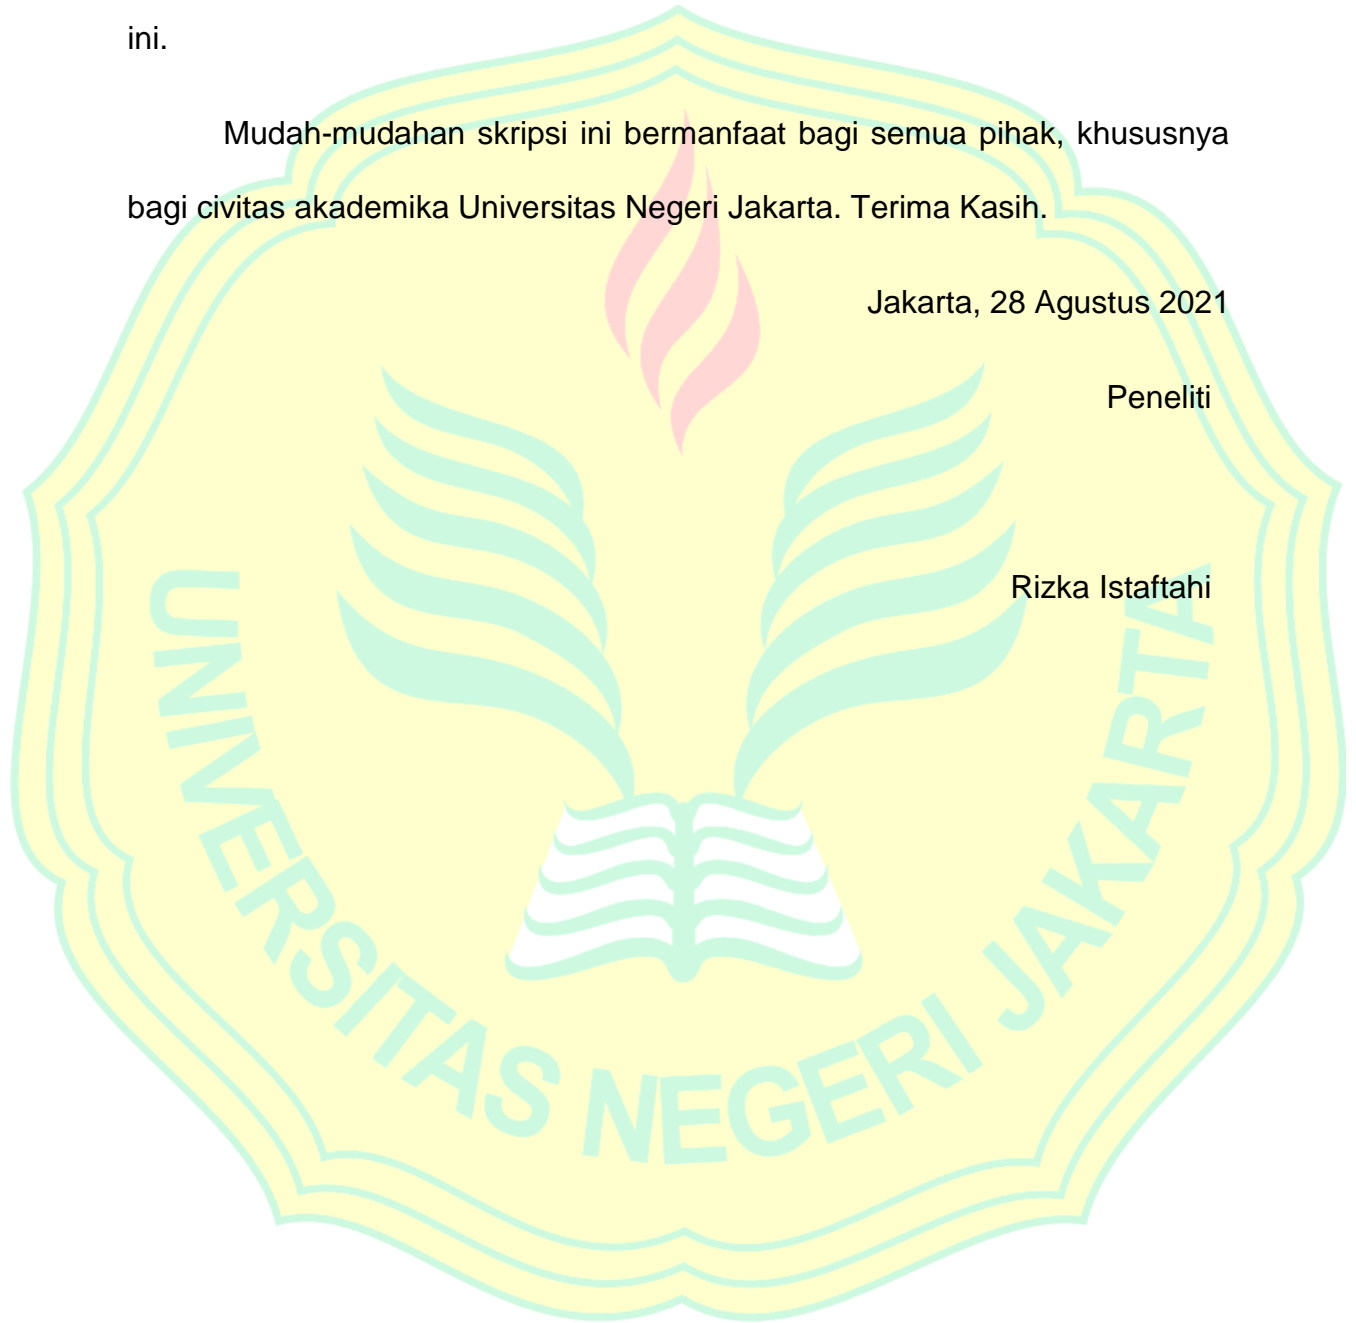 ini.
Mudah-mudahan skripsi ini bermanfaat bagi semua pihak, khususnya
bagi civitas akademika Universitas Negeri Jakarta. Terima Kasih.
Jakarta, 28 Agustus 2021
Peneliti
Rizka Istaftahi
UNIVERSITAS NEGERI JAKARTA